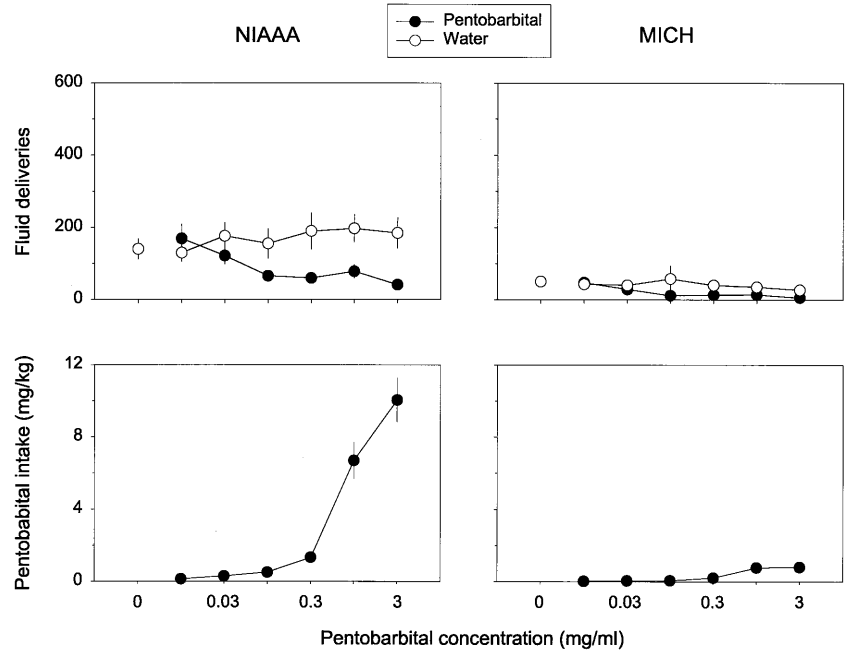 NIAAA
Pentobarbital
Water
MICH
Fluid deliveries
600
400
200
0
Pentobabital intake (mg/kg)
12
8
4
0
0 0.03 0.3 3
0 0.03 0.3 3
Pentobarbital concentration (mg/ml)